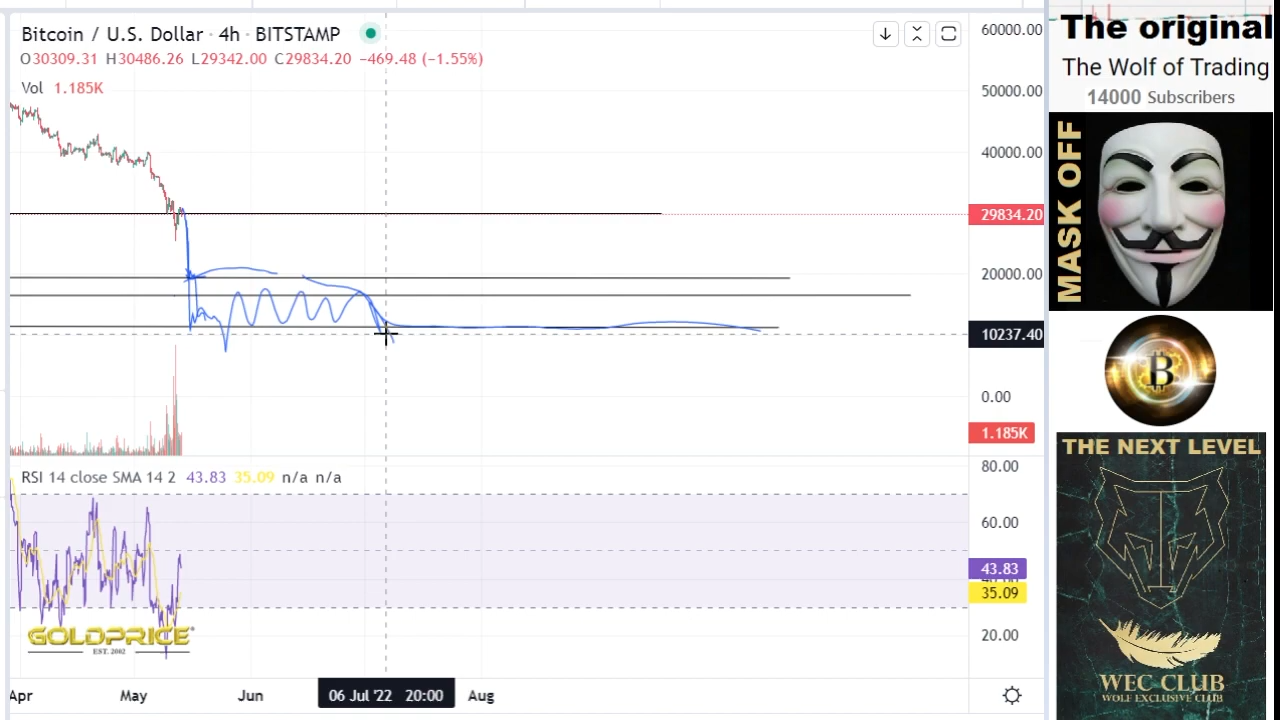 Bitcoin / U.S. Dollar · 4h · BITSTAMP
O30309.31 H30486.26 L29342.00 C29834.20 -469.48 (-1.55%)
Vol 1.185K
60000.00
50000.00
40000.00
29834.20
20000.00
10237.40
0.00
1.185K
RSI 14 close SMA 14 2 43.83 35.09 n/a n/a
80.00
60.00
43.83
35.09
20.00
GOLDPRICE
EST. 2002
Apr May Jun 06 Jul '22 20:00 Aug
The original
The Wolf of Trading
14000 Subscribers
MASK OFF
THE NEXT LEVEL
WEC CLUB
WOLF EXCLUSIVE CLUB